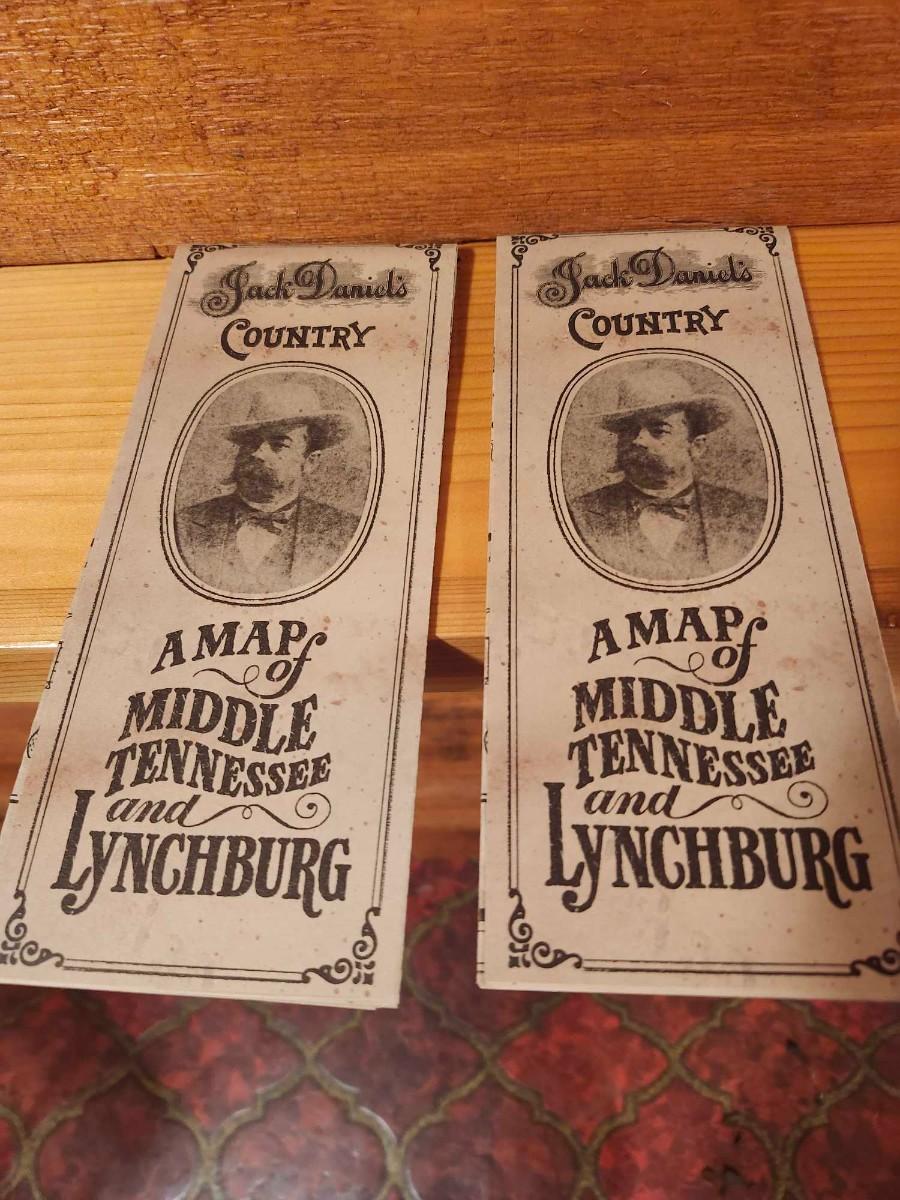 Jack Daniel's
COUNTRY
A MAP
of
MIDDLE
TENNESSEE
and
LYNCHBURG
Jack Daniel's
COUNTRY
A MAP
of
MIDDLE
TENNESSEE
and
LYNCHBURG